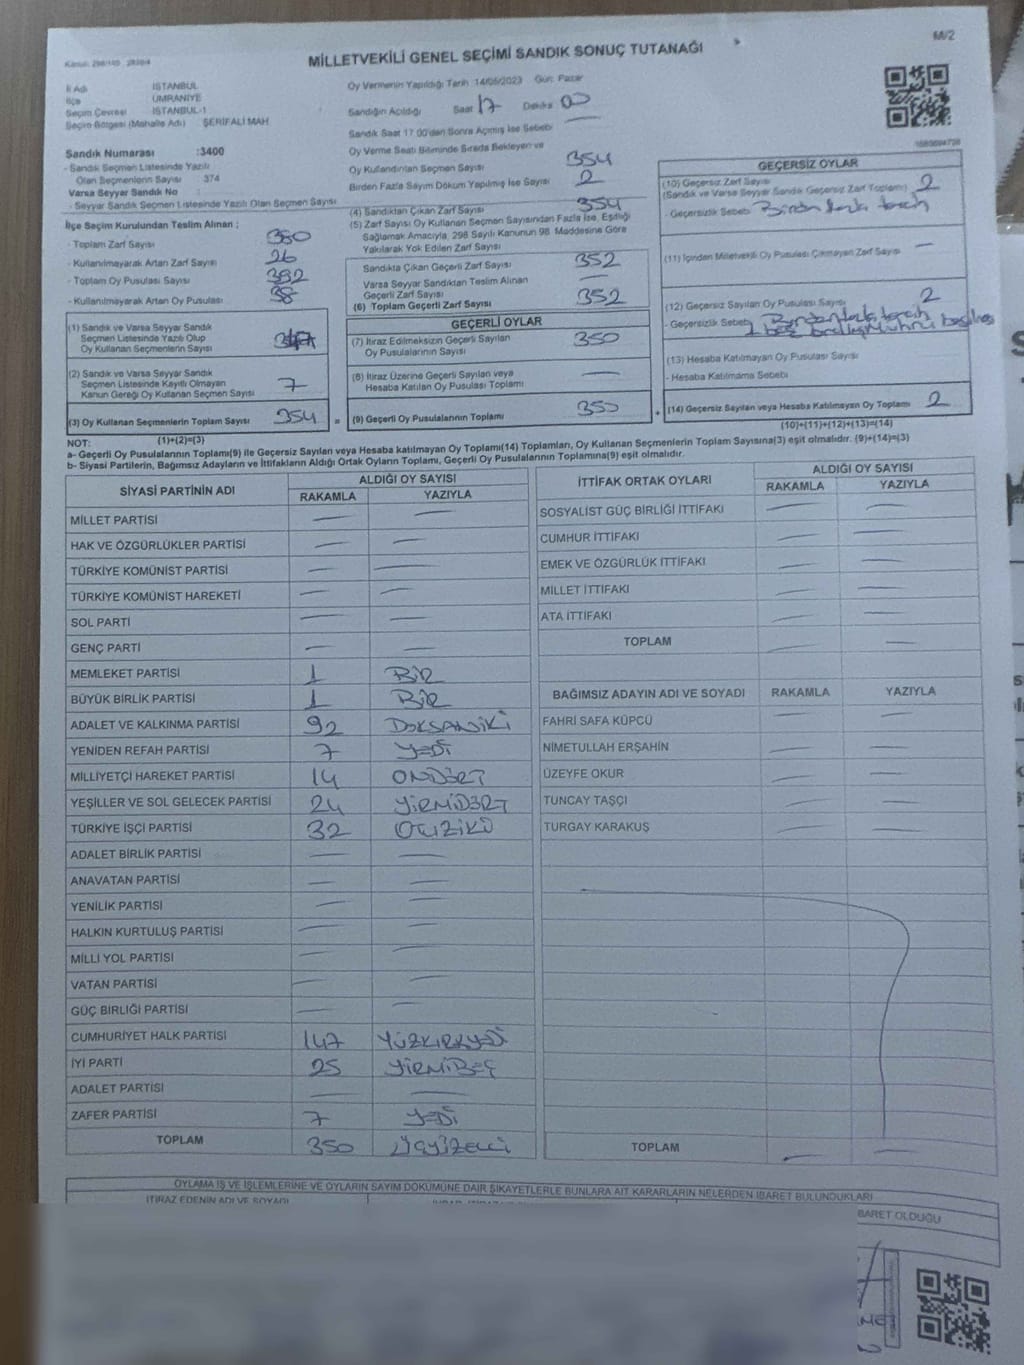 M/2
MİLLETVEKİLİ GENEL SEÇİMİ SANDIK SONUÇ TUTANAĞI
İl Adı İSTANBUL
İlçe ÜMRANİYE
Seçim Çevresi İSTANBUL-1
Seçim Bölgesi (Mahalle Adı) : ŞERİFALİ MAH
Sandık Numarası :3400
- Sandık Seçmen Listesinde Yazılı
Olan Seçmenlerin Sayısı : 374
Varsa Seyyar Sandık No :
- Seyyar Sandık Seçmen Listesinde Yazılı Olan Seçmen Sayısı
İlçe Seçim Kurulundan Teslim Alınan ;
- Toplam Zarf Sayısı 380
- Kullanılmayarak Artan Zarf Sayısı 26
- Toplam Oy Pusulası Sayısı 392
- Kullanılmayarak Artan Oy Pusulası 38
(1) Sandık ve Varsa Seyyar Sandık
Seçmen Listesinde Yazılı Olup
Oy Kullanan Seçmenlerin Sayısı
(2) Sandık ve Varsa Seyyar Sandık
Seçmen Listesinde Kayıtlı Olmayan
Kanun Gereği Oy Kullanan Seçmen Sayısı 7
(3) Oy Kullanan Seçmenlerin Toplam Sayısı 354 =
Oy Vermenin Yapıldığı Tarih 14/05/2023 Gün: Pazar
Sandığın Açıldığı Saat 17 Dakika 00
Sandık Saat 17.00'dan Sonra Açılmış İse Sebebi
Oy Verme Saati Bitiminde Sırada Bekleyen ve
Oy Kullandırılan Seçmen Sayısı 354
Birden Fazla Sayım Döküm Yapılmış İse Sayısı 2
(4) Sandıktan Çıkan Zarf Sayısı 354
(5) Zarf Sayısı Oy Kullanan Seçmen Sayısından Fazla İse, Eşitliği
Sağlamak Amacıyla, 298 Sayılı Kanunun 98. Maddesine Göre
Yakılarak Yok Edilen Zarf Sayısı
Sandıkta Çıkan Geçerli Zarf Sayısı 352
Varsa Seyyar Sandıktan Teslim Alınan
Geçerli Zarf Sayısı
(6) Toplam Geçerli Zarf Sayısı 352
GEÇERLİ OYLAR
(7) İtiraz Edilmeksizin Geçerli Sayılan
Oy Pusulalarının Sayısı 350
(8) İtiraz Üzerine Geçerli Sayılan veya
Hesaba Katılan Oy Pusulası Toplamı
(9) Geçerli Oy Pusulalarının Toplamı 350 +
GEÇERSİZ OYLAR
(10) Geçersiz Zarf Sayısı
(Sandık ve Varsa Seyyar Sandık Geçersiz Zarf Toplamı) 2
- Geçersizlik Sebebi Birden fazla tercih
(11) İçinden Milletvekili Oy Pusulası Çıkmayan Zarf Sayısı -
(12) Geçersiz Sayılan Oy Pusulası Sayısı 2
- Geçersizlik Sebebi Birden fazla tercih
(13) Hesaba Katılmayan Oy Pusulası Sayısı
- Hesaba Katılmama Sebebi
(14) Geçersiz Sayılan veya Hesaba Katılmayan Oy Toplamı 2
NOT: (1)+(2)=(3)
(10)+(11)+(12)+(13)=(14)
a- Geçerli Oy Pusulalarının Toplamı(9) ile Geçersiz Sayılan veya Hesaba katılmayan Oy Toplamı(14) Toplamları, Oy Kullanan Seçmenlerin Toplam Sayısına(3) eşit olmalıdır. (9)+(14)=(3)
b- Siyasi Partilerin, Bağımsız Adayların ve İttifakların Aldığı Ortak Oyların Toplamı, Geçerli Oy Pusulalarının Toplamına(9) eşit olmalıdır.
SİYASİ PARTİNİN ADI ALDIĞI OY SAYISI
RAKAMLA YAZIYLA
MİLLET PARTİSİ — —
HAK VE ÖZGÜRLÜKLER PARTİSİ — —
TÜRKİYE KOMÜNİST PARTİSİ — —
TÜRKİYE KOMÜNİST HAREKETİ — —
SOL PARTİ — —
GENÇ PARTİ — —
MEMLEKET PARTİSİ 1 BİR
BÜYÜK BİRLİK PARTİSİ 1 BİR
ADALET VE KALKINMA PARTİSİ 92 DOKSANİKİ
YENİDEN REFAH PARTİSİ 7 YEDİ
MİLLİYETÇİ HAREKET PARTİSİ 14 ONDÖRT
YEŞİLLER VE SOL GELECEK PARTİSİ 24 YİRMİDÖRT
TÜRKİYE İŞÇİ PARTİSİ 32 OTUZİKİ
ADALET BİRLİK PARTİSİ — —
ANAVATAN PARTİSİ — —
YENİLİK PARTİSİ — —
HALKIN KURTULUŞ PARTİSİ — —
MİLLİ YOL PARTİSİ — —
VATAN PARTİSİ — —
GÜÇ BİRLİĞİ PARTİSİ — —
CUMHURİYET HALK PARTİSİ 147 YÜZKIRKYEDİ
İYİ PARTİ 25 YİRMİBEŞ
ADALET PARTİSİ — —
ZAFER PARTİSİ 7 YEDİ
TOPLAM 350 ÜÇYÜZELLİ
İTTİFAK ORTAK OYLARI ALDIĞI OY SAYISI
RAKAMLA YAZIYLA
SOSYALİST GÜÇ BİRLİĞİ İTTİFAKI — —
CUMHUR İTTİFAKI — —
EMEK VE ÖZGÜRLÜK İTTİFAKI — —
MİLLET İTTİFAKI — —
ATA İTTİFAKI — —
TOPLAM — —
BAĞIMSIZ ADAYIN ADI VE SOYADI RAKAMLA YAZIYLA
FAHRİ SAFA KÜPCÜ — —
NİMETULLAH ERŞAHİN — —
ÜZEYFE OKUR — —
TUNCAY TAŞÇI — —
TURGAY KARAKUŞ — —
TOPLAM — —
OYLAMA İŞ VE İŞLEMLERİNE VE OYLARIN SAYIM DÖKÜMÜNE DAİR ŞİKAYETLERLE BUNLARA AİT KARARLARIN NELERDEN İBARET BULUNDUKLARI
İTİRAZ EDENİN ADI VE SOYADI
BARET OLDUĞU